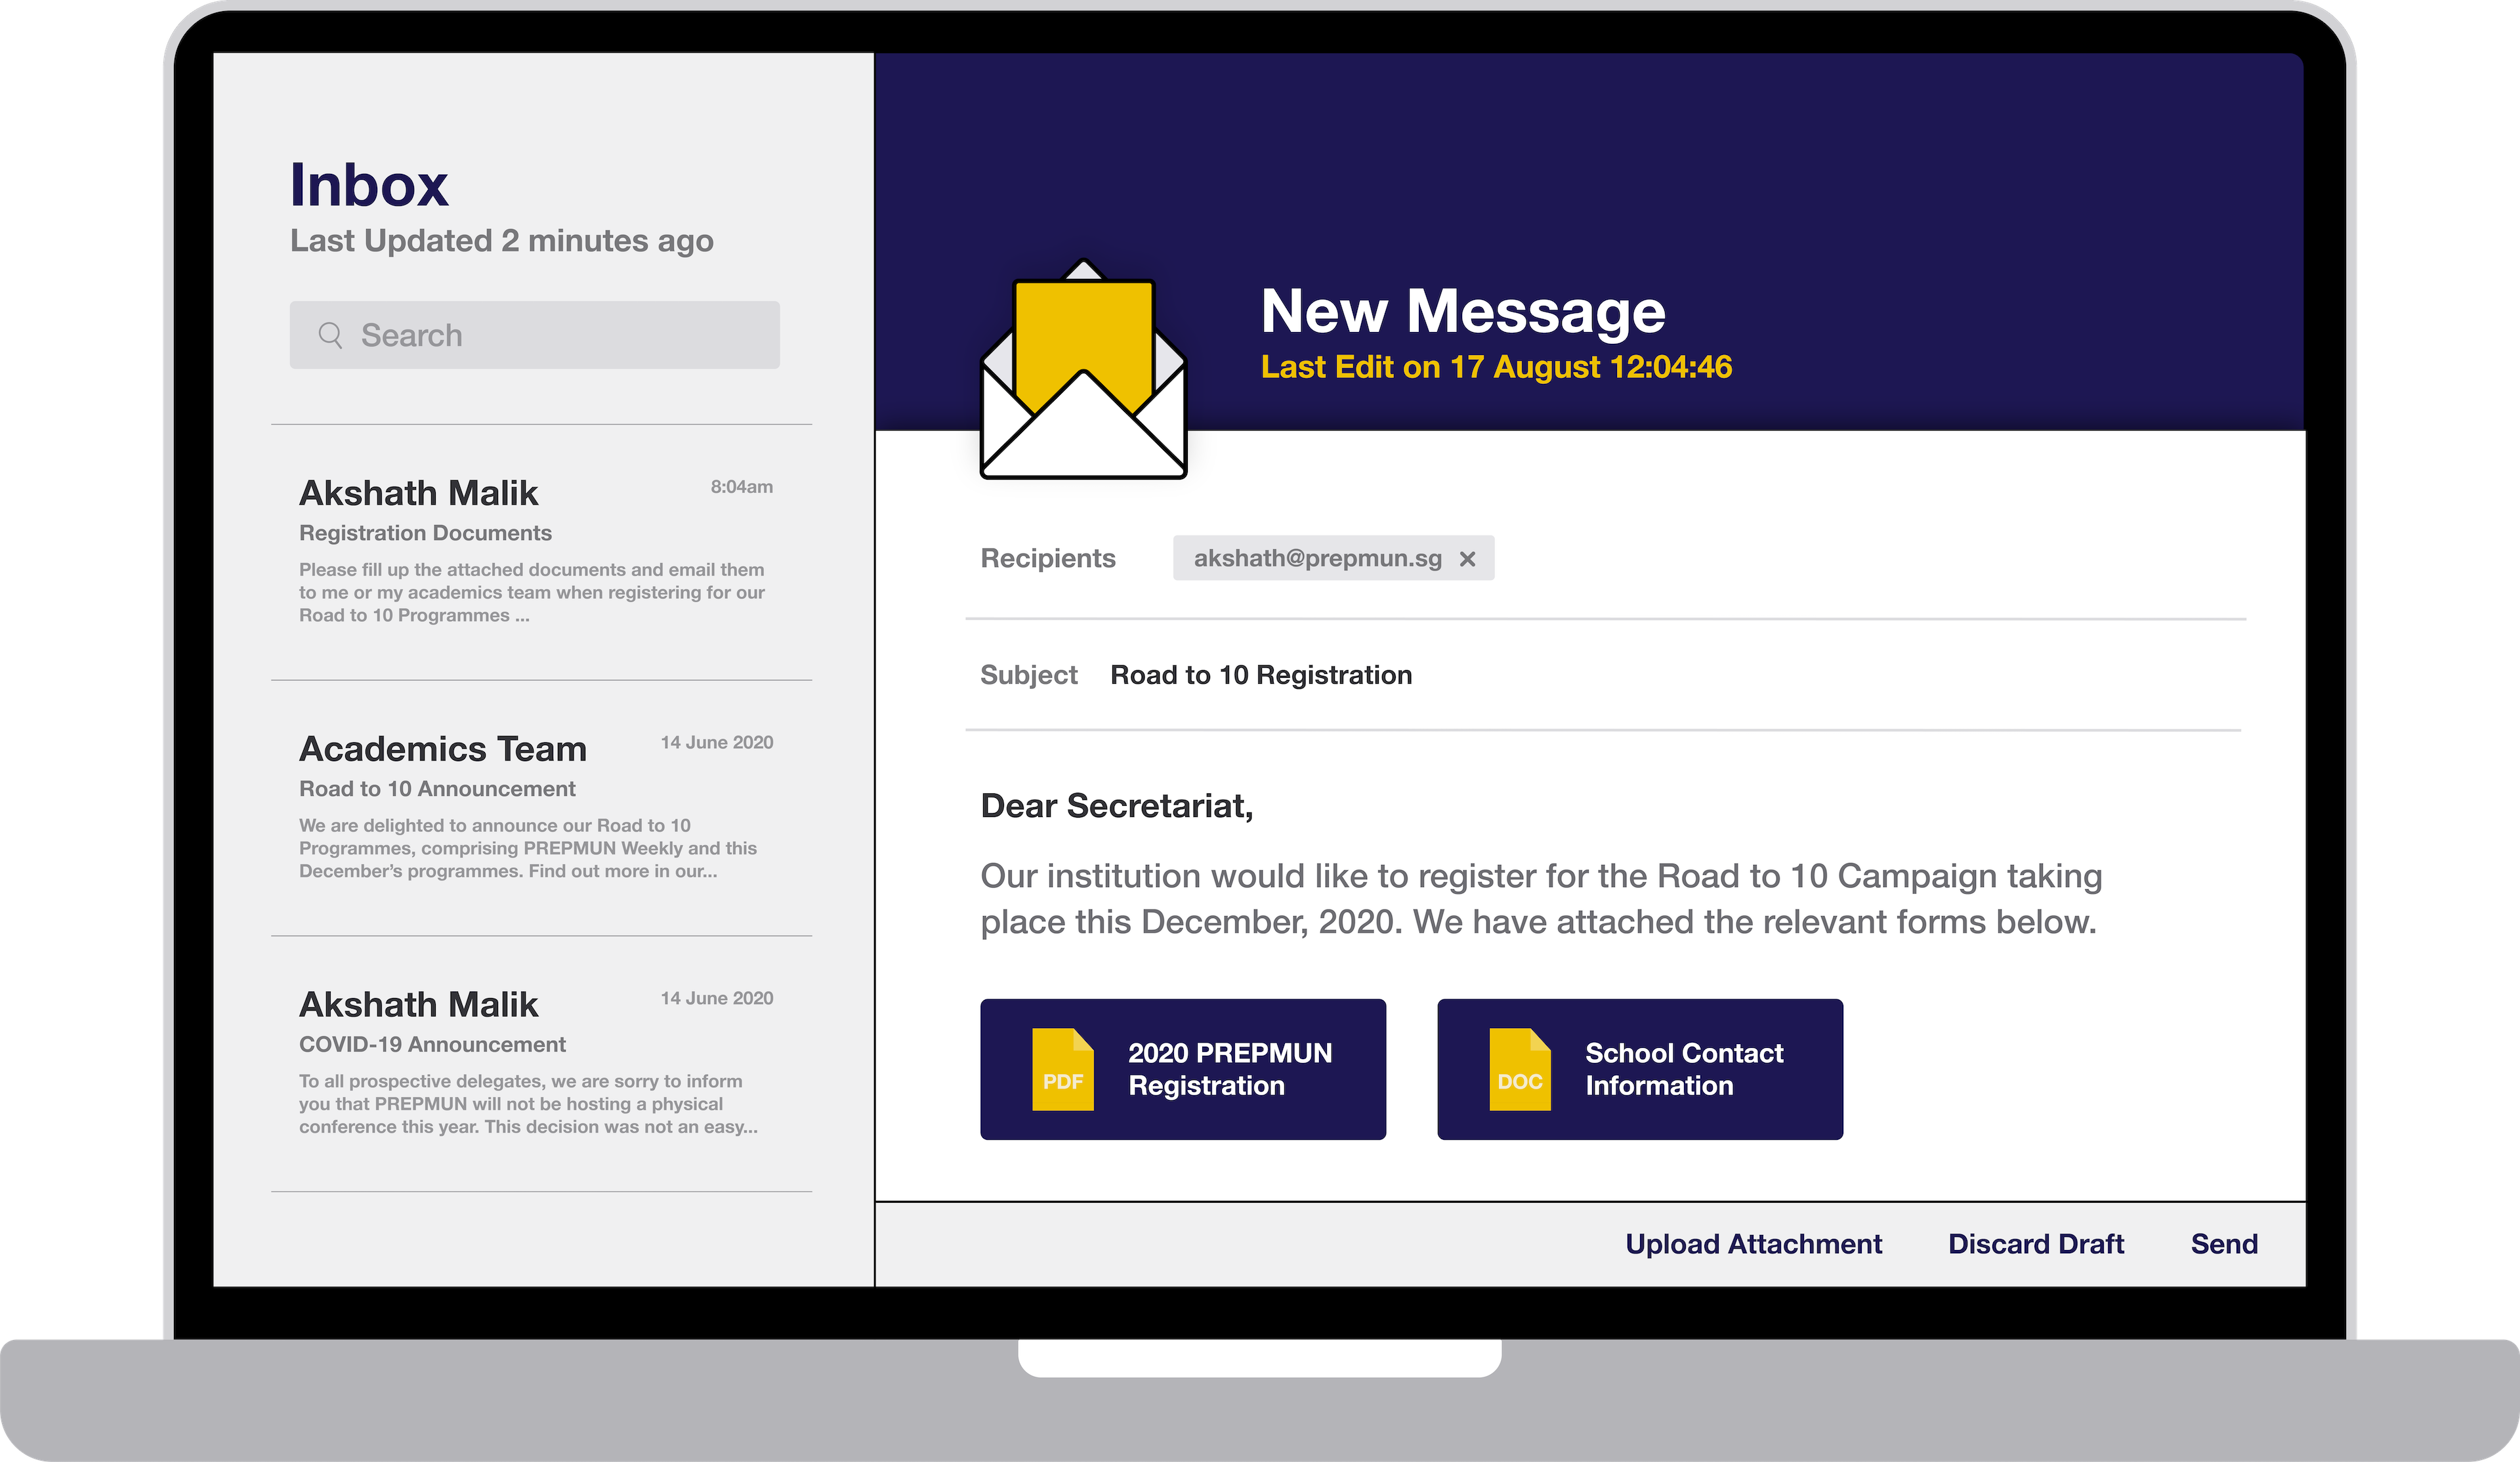 Inbox
Last Updated 2 minutes ago
Search
Akshath Malik
8:04am
Registration Documents
Please fill up the attached documents and email them
to me or my academics team when registering for our
Road to 10 Programmes ...
Academics Team
14 June 2020
Road to 10 Announcement
We are delighted to announce our Road to 10
Programmes, comprising PREPMUN Weekly and this
December’s programmes. Find out more in our...
Akshath Malik
14 June 2020
COVID-19 Announcement
To all prospective delegates, we are sorry to inform
you that PREPMUN will not be hosting a physical
conference this year. This decision was not an easy...
New Message
Last Edit on 17 August 12:04:46
Recipients
akshath@prepmun.sg ×
Subject
Road to 10 Registration
Dear Secretariat,
Our institution would like to register for the Road to 10 Campaign taking
place this December, 2020. We have attached the relevant forms below.
PDF
2020 PREPMUN
Registration
DOC
School Contact
Information
Upload Attachment
Discard Draft
Send